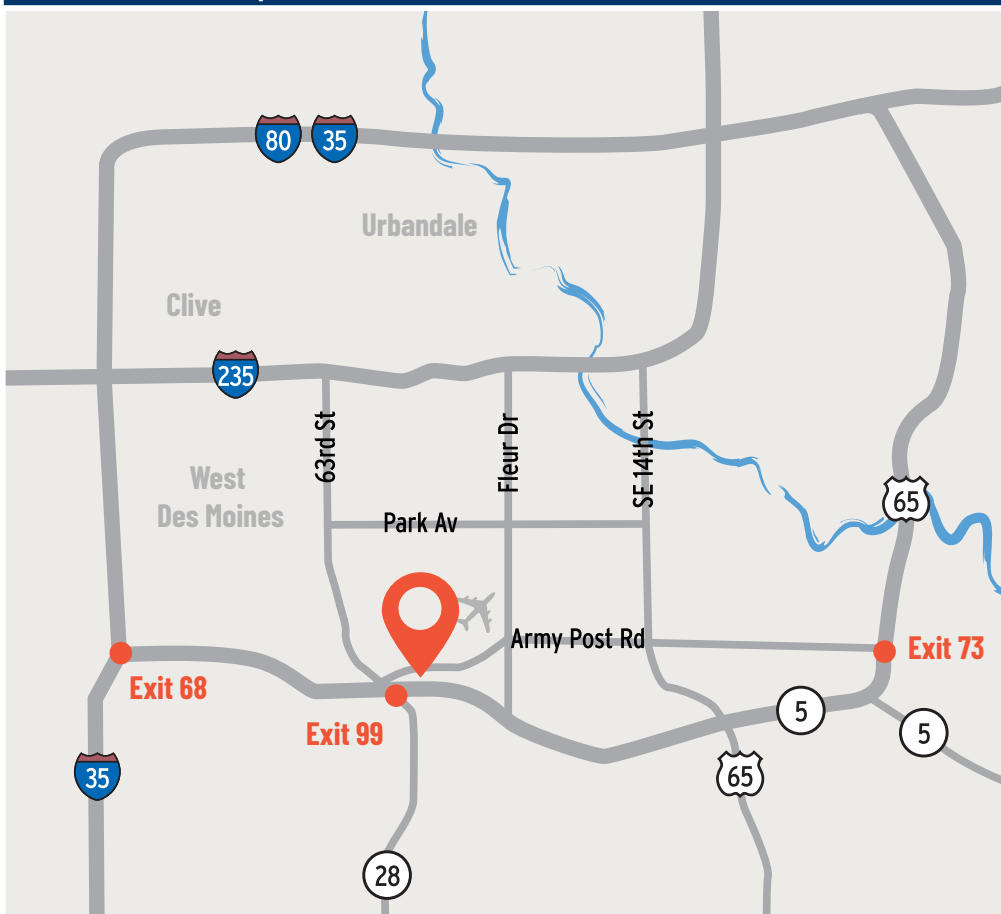 80
35
Urbandale
Clive
235
63rd St
Fleur Dr
SE 14th St
West
Des Moines
65
Park Av
Army Post Rd
Exit 73
Exit 68
Exit 99
5
5
35
65
28